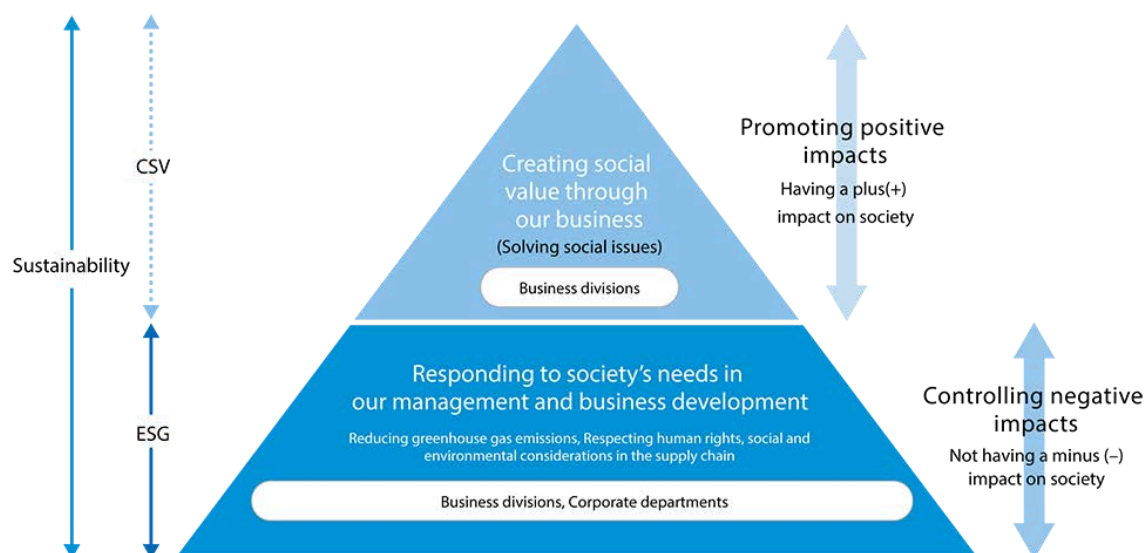 Sustainability
CSV
ESG
Creating social
value through
our business
(Solving social issues)
Business divisions
Promoting positive
impacts
Having a plus(+)
impact on society
Responding to society’s needs in
our management and business development
Reducing greenhouse gas emissions, Respecting human rights, social and
environmental considerations in the supply chain
Business divisions, Corporate departments
Controlling negative
impacts
Not having a minus (–)
impact on society